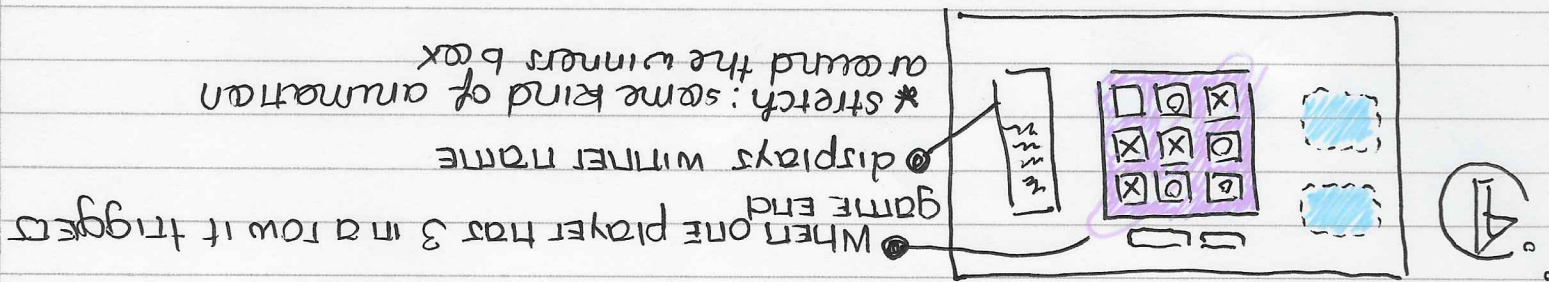 4.
• When one player has 3 in a row it triggers
game End
• displays winner name
* stretch: some kind of animation
around the winners box
O O X
O X X
X O